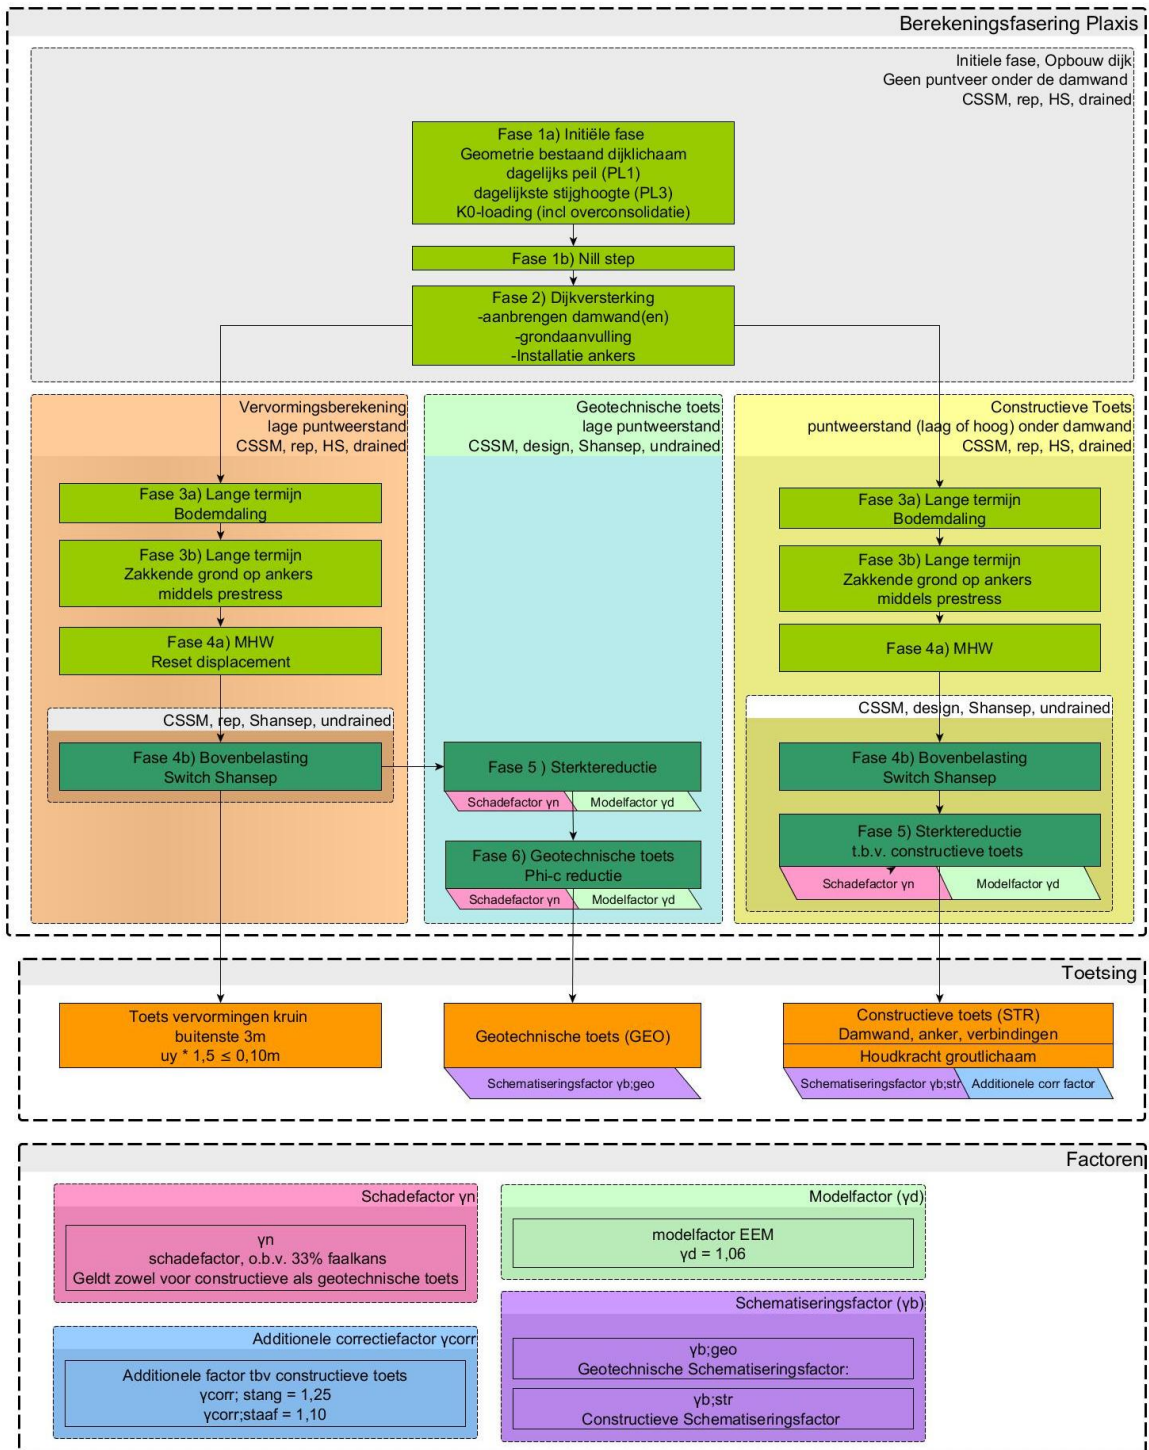 Berekeningsfasering Plaxis
Initiele fase, Opbouw dijk
Geen puntveer onder de damwand
CSSM, rep, HS, drained
Fase 1a) Initiële fase
Geometrie bestaand dijklichaam
dagelijks peil (PL1)
dagelijkste stijghoogte (PL3)
K0-loading (incl overconsolidatie)
Fase 1b) Nill step
Fase 2) Dijkversterking
-aanbrengen damwand(en)
-grondaanvulling
-Installatie ankers
Vervormingsberekening
lage puntweerstand
CSSM, rep, HS, drained
Fase 3a) Lange termijn
Bodemdaling
Fase 3b) Lange termijn
Zakkende grond op ankers
middels prestress
Fase 4a) MHW
Reset displacement
CSSM, rep, Shansep, undrained
Fase 4b) Bovenbelasting
Switch Shansep
Geotechnische toets
lage puntweerstand
CSSM, design, Shansep, undrained
Fase 5 ) Sterktereductie
Schadefactor γn
Modelfactor γd
Fase 6) Geotechnische toets
Phi-c reductie
Schadefactor γn
Modelfactor γd
Constructieve Toets
puntweerstand (laag of hoog) onder damwand
CSSM, rep, HS, drained
Fase 3a) Lange termijn
Bodemdaling
Fase 3b) Lange termijn
Zakkende grond op ankers
middels prestress
Fase 4a) MHW
CSSM, design, Shansep, undrained
Fase 4b) Bovenbelasting
Switch Shansep
Fase 5) Sterktereductie
t.b.v. constructieve toets
Schadefactor γn
Modelfactor γd
Toetsing
Toets vervormingen kruin
buitenste 3m
uy * 1,5 ≤ 0,10m
Geotechnische toets (GEO)
Schematiseringsfactor γb;geo
Constructieve toets (STR)
Damwand, anker, verbindingen
Houdkracht groutlichaam
Schematiseringsfactor γb;str
Additionele corr factor
Factoren
Schadefactor γn
γn
schadefactor, o.b.v. 33% faalkans
Geldt zowel voor constructieve als geotechnische toets
Modelfactor (γd)
modelfactor EEM
γd = 1,06
Additionele correctiefactor γcorr
Additionele factor tbv constructieve toets
γcorr; stang = 1,25
γcorr;staaf = 1,10
Schematiseringsfactor (γb)
γb;geo
Geotechnische Schematiseringsfactor:
γb;str
Constructieve Schematiseringsfactor